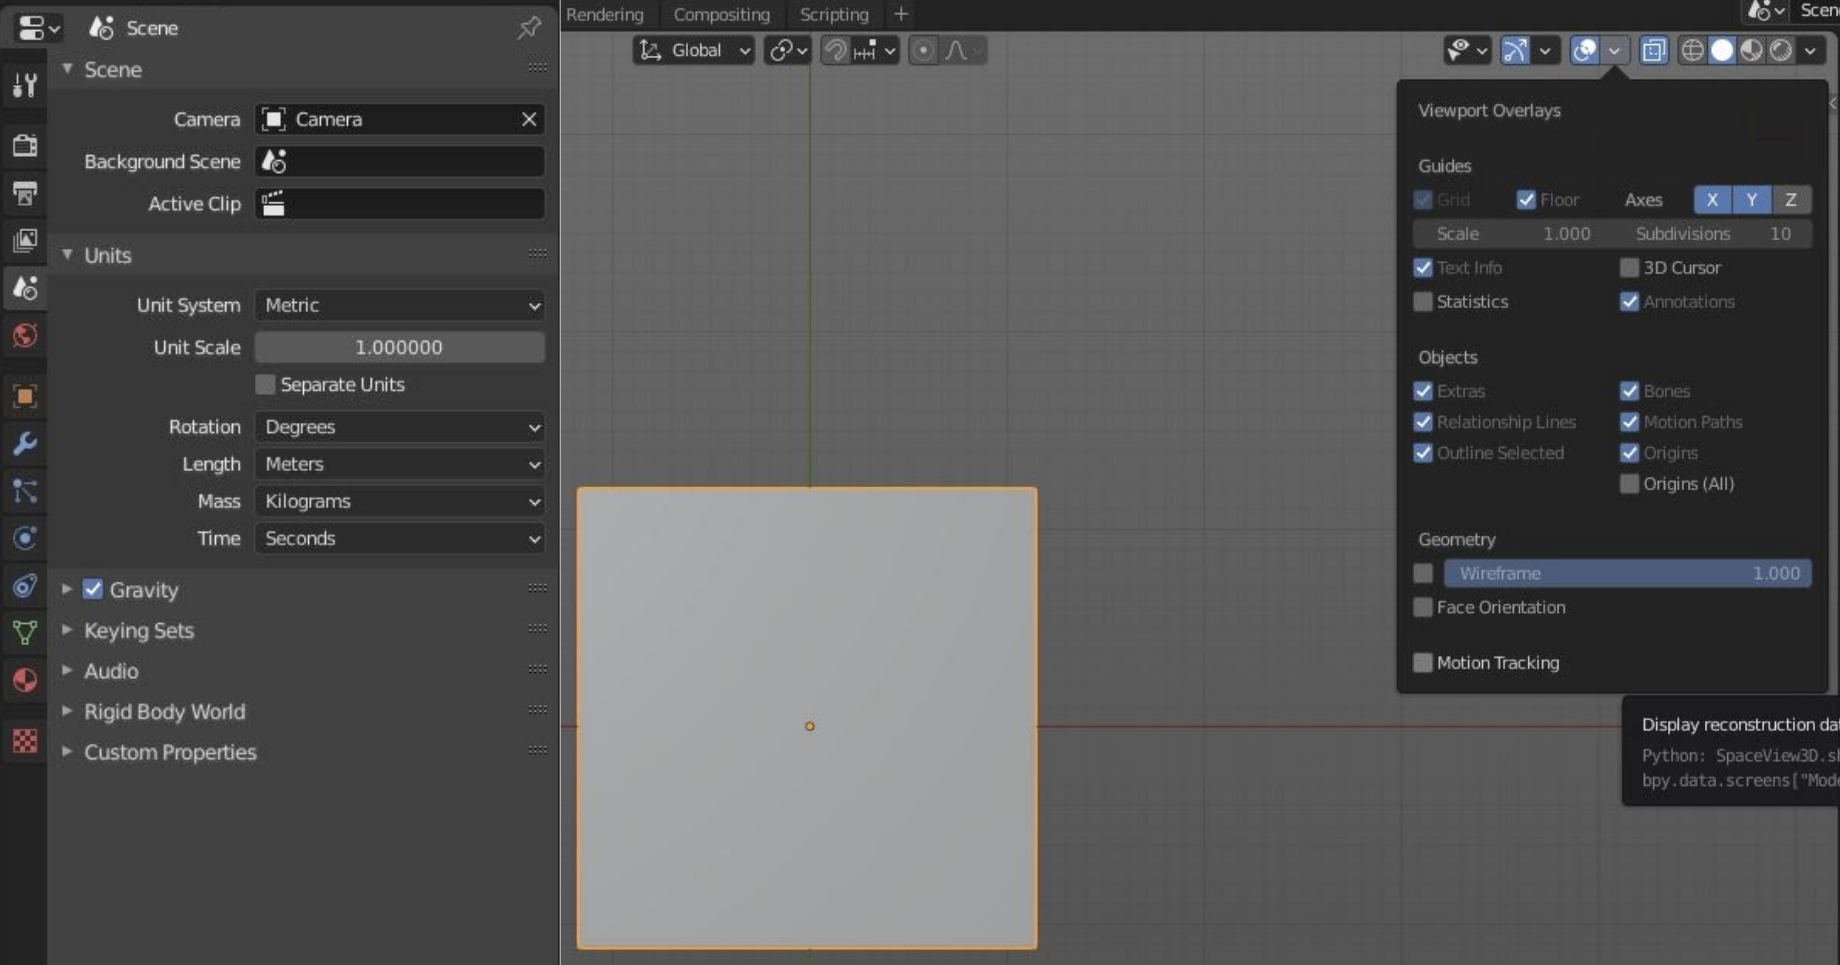 Scene
Rendering
Compositing
Scripting
+
Scene
Camera
Camera
Background Scene
Active Clip
Units
Unit System
Metric
Unit Scale
1.000000
Separate Units
Rotation
Degrees
Length
Meters
Mass
Kilograms
Time
Seconds
Gravity
Keying Sets
Audio
Rigid Body World
Custom Properties
Global
Viewport Overlays
Guides
Grid
Floor
Axes
X
Y
Z
Scale 1.000
Subdivisions 10
Text Info
3D Cursor
Statistics
Annotations
Objects
Extras
Bones
Relationship Lines
Motion Paths
Outline Selected
Origins
Origins (All)
Geometry
Wireframe 1.000
Face Orientation
Motion Tracking
Display reconstruction
Python: SpaceView3D.
bpy.data.screens["